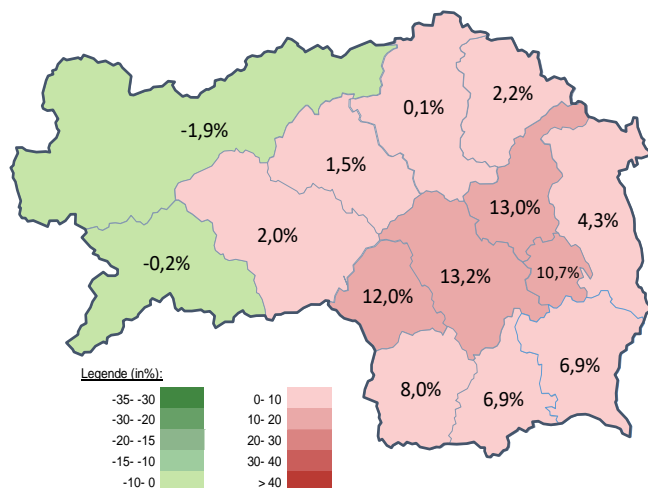 2,2%
0,1%
-1,9%
1,5%
13,0%
4,3%
2,0%
-0,2%
10,7%
13,2%
12,0%
6,9%
8,0%
6,9%
Legende (in%):
-35- -30 0- 10
-30- -20 10- 20
-20- -15 20- 30
-15- -10 30- 40
-10- 0 > 40